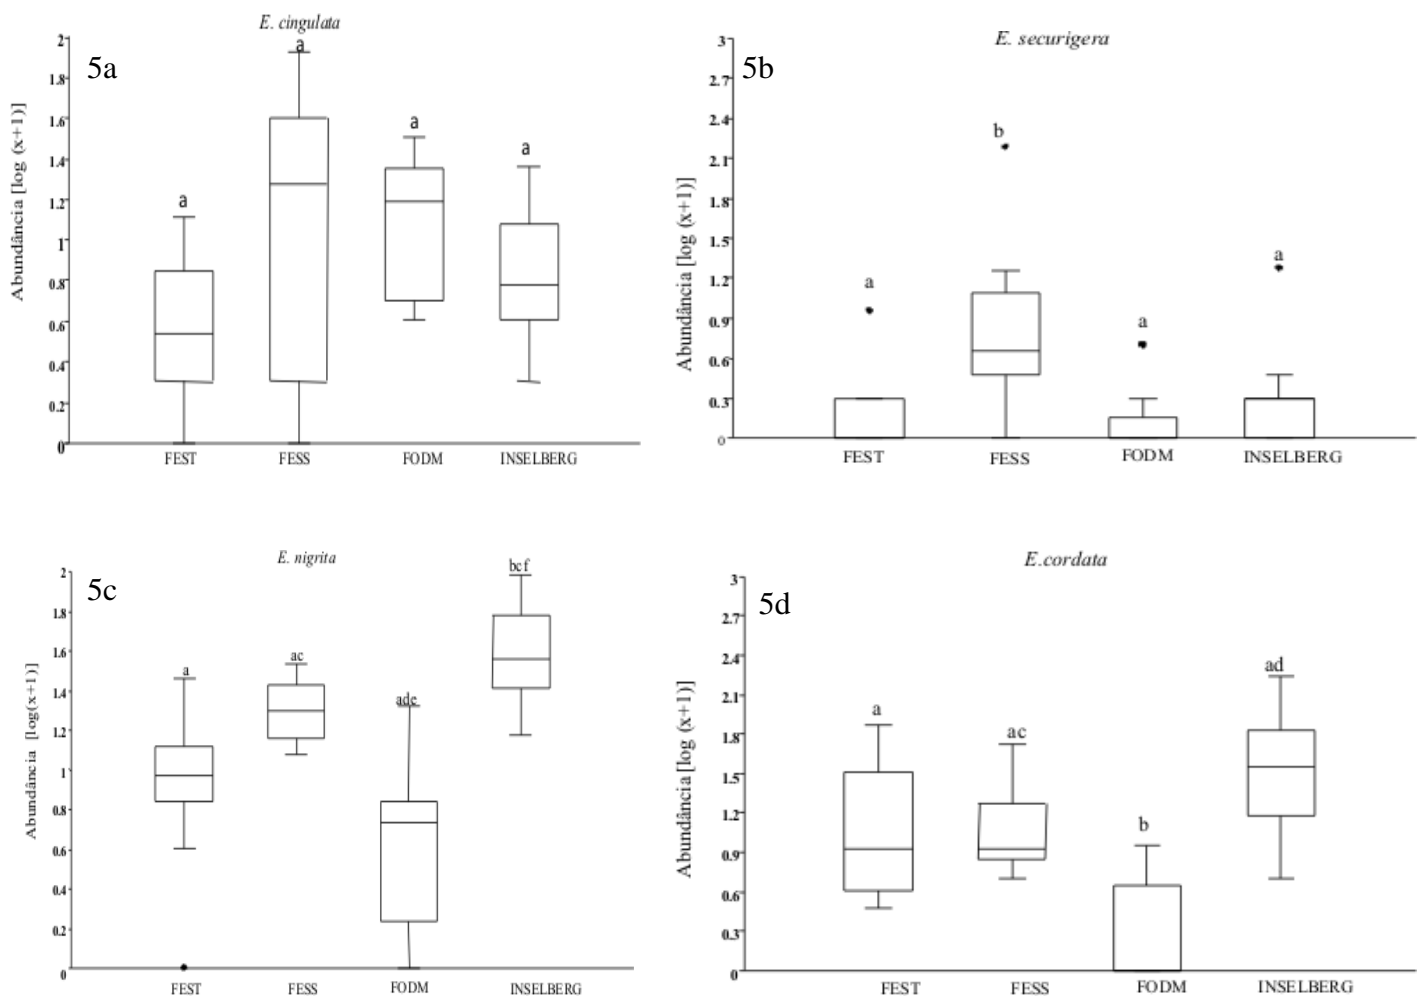 E. cingulata
5a
Abundância [log (x+1)]
2
1.8
1.6
1.4
1.2
1
0.8
0.6
0.4
0.2
0
a
a
a
a
FEST
FESS
FODM
INSELBERG
E. securigera
5b
Abundância [log (x+1)]
3
2.7
2.4
2.1
1.8
1.5
1.2
0.9
0.6
0.3
0
a
b
a
a
FEST
FESS
FODM
INSELBERG
E. nigrita
5c
Abundância [log(x+1)]
2
1.8
1.6
1.4
1.2
1
0.8
0.6
0.4
0.2
0
a
ac
ade
bcf
FEST
FESS
FODM
INSELBERG
E.cordata
5d
Abundância [log (x+1)]
3
2.7
2.4
2.1
1.8
1.5
1.2
0.9
0.6
0.3
0
a
ac
b
ad
FEST
FESS
FODM
INSELBERG